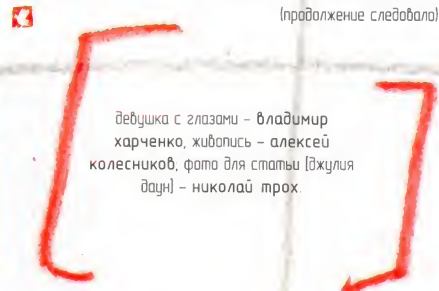 (продолжение следовало)
девушка с глазами – владимир
харченко, живопись – алексей
колесников, фото для статьи (джулия
даун) – николай трох.